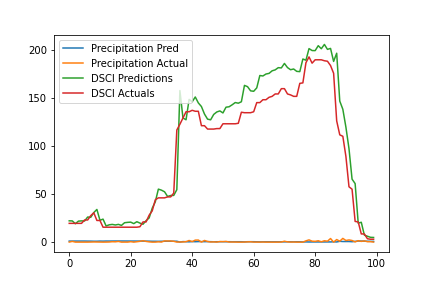 Precipitation Pred
Precipitation Actual
DSCI Predictions
DSCI Actuals
200
150
100
50
0
0 20 40 60 80 100